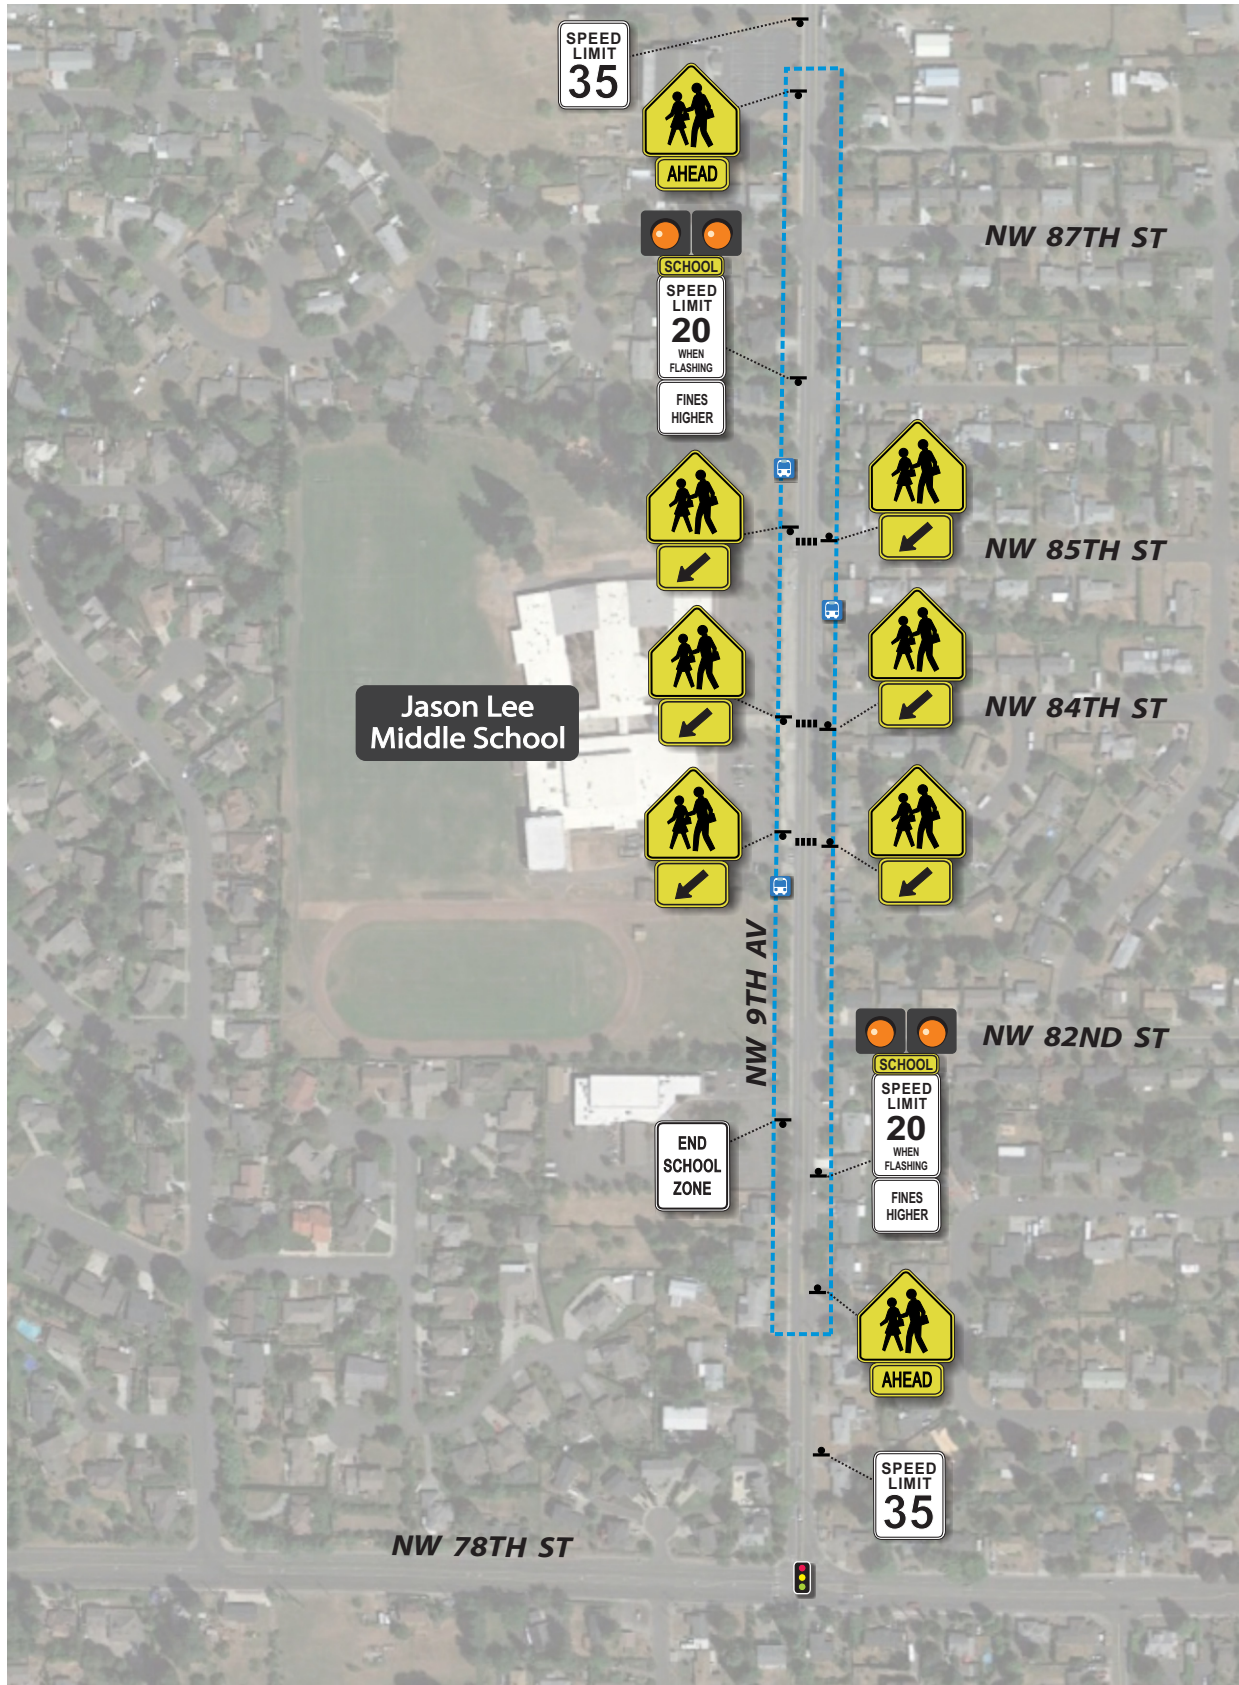 SPEED
LIMIT
35
AHEAD
NW 87TH ST
SCHOOL
SPEED
LIMIT
20
WHEN
FLASHING
FINES
HIGHER
NW 85TH ST
Jason Lee
Middle School
NW 84TH ST
NW 9TH AV
NW 82ND ST
SCHOOL
SPEED
LIMIT
20
WHEN
FLASHING
FINES
HIGHER
END
SCHOOL
ZONE
AHEAD
SPEED
LIMIT
35
NW 78TH ST